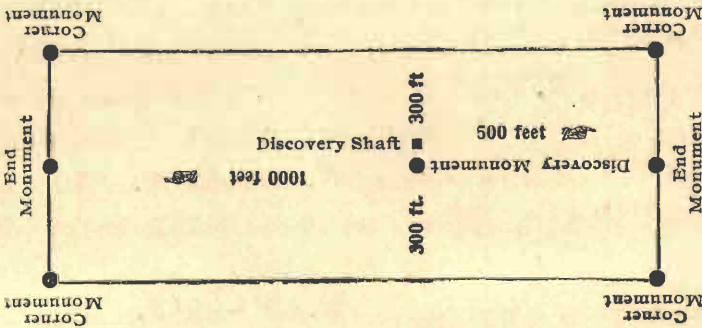 Corner
Monument
Corner
Monument
End
Monument
300 ft
Discovery Shaft
500 feet
Discovery Monument
1000 feet
300 ft.
End
Monument
Corner
Monument
Corner
Monument